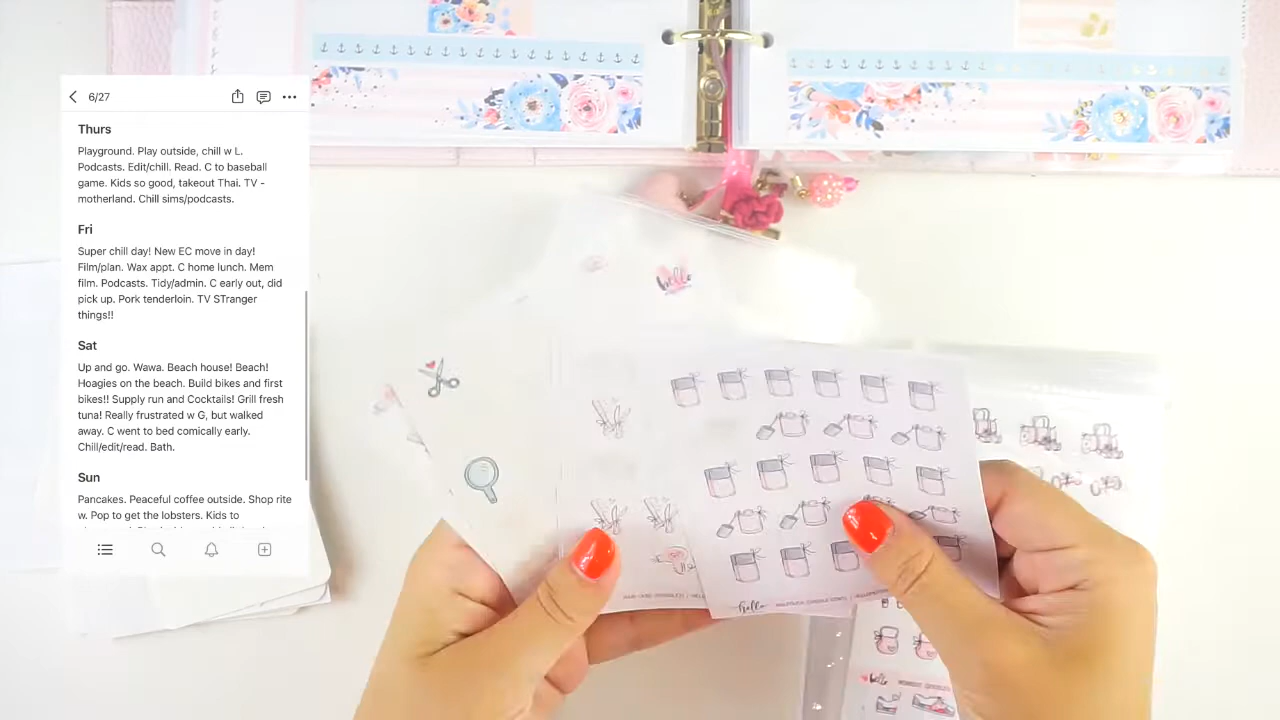 6/27
Thurs
Playground. Play outside, chill w L.
Podcasts. Edit/chill. Read. C to baseball
game. Kids so good, takeout Thai. TV -
motherland. Chill sims/podcasts.
Fri
Super chill day! New EC move in day!
Film/plan. Wax appt. C home lunch. Mem
film. Podcasts. Tidy/admin. C early out, did
pick up. Pork tenderloin. TV STranger
things!!
Sat
Up and go. Wawa. Beach house! Beach!
Hoagies on the beach. Build bikes and first
bikes!! Supply run and Cocktails! Grill fresh
tuna! Really frustrated w G, but walked
away. C went to bed comically early.
Chill/edit/read. Bath.
Sun
Pancakes. Peaceful coffee outside. Shop rite
w. Pop to get the lobsters. Kids to
hello
hello
hello